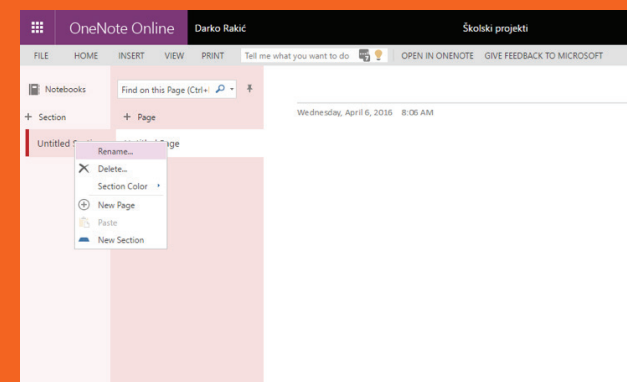 OneNote Online Darko Rakić Školski projekti
FILE HOME INSERT VIEW PRINT Tell me what you want to do OPEN IN ONENOTE GIVE FEEDBACK TO MICROSOFT
Notebooks Find on this Page (Ctrl+
+ Section + Page
Wednesday, April 6, 2016 8:06 AM
Untitled Page
Rename...
Delete...
Section Color
New Page
Paste
New Section